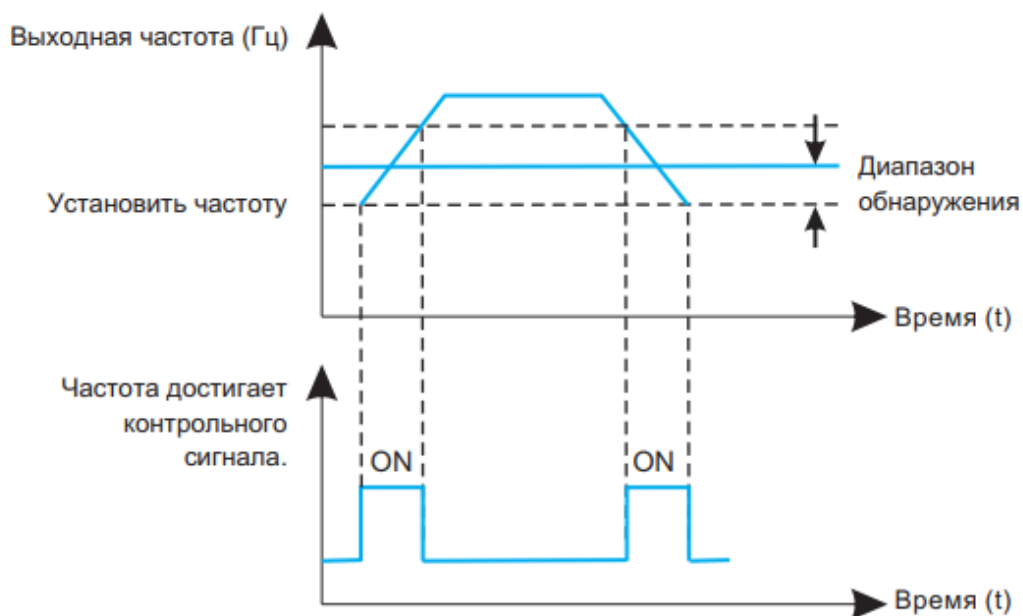 Выходная частота (Гц)
Диапазон
обнаружения
Установить частоту
Время (t)
Частота достигает
контрольного
сигнала.
ON
ON
Время (t)